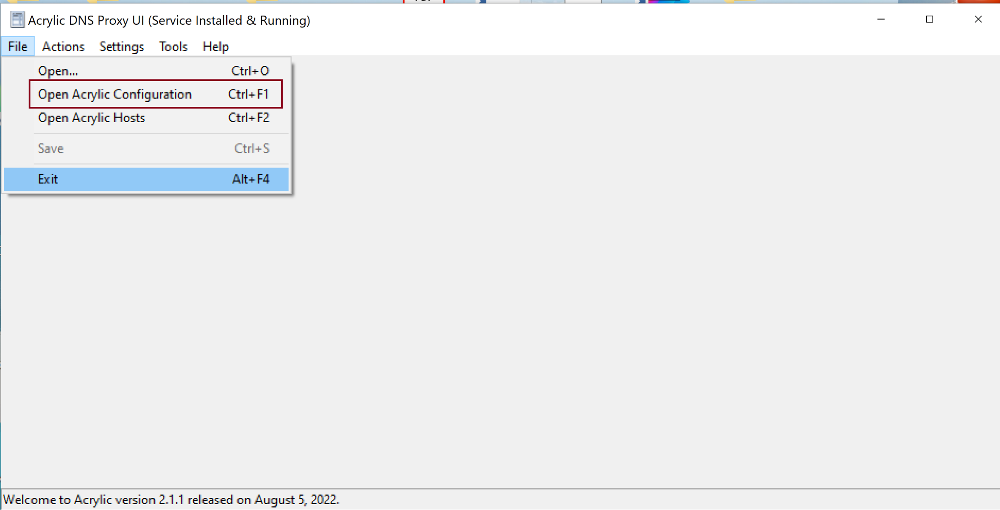 Acrylic DNS Proxy UI (Service Installed & Running)
File Actions Settings Tools Help
Open... Ctrl+O
Open Acrylic Configuration Ctrl+F1
Open Acrylic Hosts Ctrl+F2
Save Ctrl+S
Exit Alt+F4
Welcome to Acrylic version 2.1.1 released on August 5, 2022.